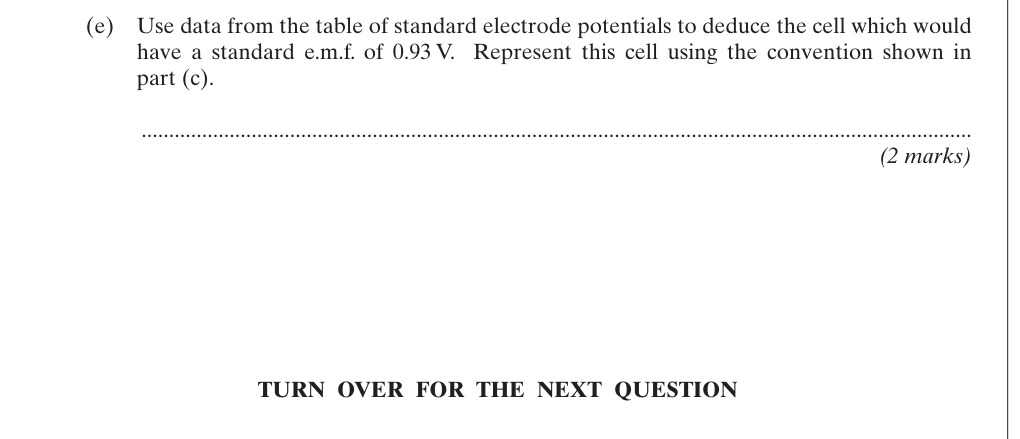 (e) Use data from the table of standard electrode potentials to deduce the cell which would
have a standard e.m.f. of 0.93 V. Represent this cell using the convention shown in
part (c).
......................................................................................................................................................
(2 marks)
TURN OVER FOR THE NEXT QUESTION